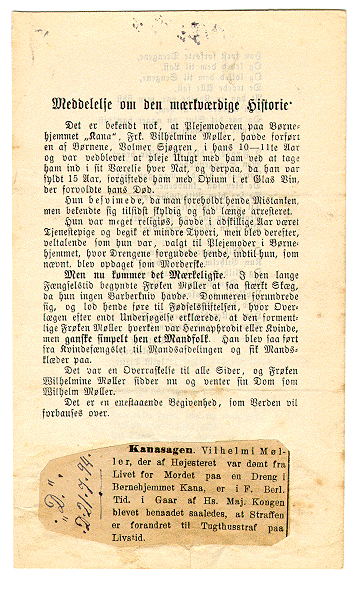 Meddelelse om den mærkværdige Historie.
Det er bekendt nok, at Plejemoderen paa Børne-
hjemmet „Kana“, Frk. Vilhelmine Møller, havde forført
en af Børnene, Volmer Sjøgren, i hans 10—11te Aar
og var vedblevet at pleje Utugt med ham ved at tage
ham ind i sit Værelse hver Nat, og derpaa, da han var
fyldt 15 Aar, forgiftede ham med Opium i et Glas Vin,
der forvoldte hans Død.
Hun besvimede, da man foreholdt hende Mistanken,
men bekendte sig tilsidst skyldig og sad længe arresteret.
Hun var meget religiøs, havde i adskillige Aar været
Tjenestepige og begik et mindre Tyveri, men blev derefter,
veltalende som hun var, valgt til Plejemoder i Børne-
hjemmet, hvor Drengene forgudede hende, indtil hun, som
nævnt, blev opdaget som Morderske.
Men nu kommer det Mærkeligste. I den lange
Fængselstid begyndte Frøken Møller at faa stærkt Skæg,
da hun ingen Barberkniv havde. Dommeren forundrede
sig, og lod hende føre til Fødselsstiftelsen, hvor Over-
lægen efter endt Undersøgelse erklærede, at den forment-
lige Frøken Møller hverken var Hermaphrodit eller Kvinde,
men ganske simpelt hen et Mandfolk. Han blev saa ført
fra Kvindefængslet til Mandsafdelingen og fik Mands-
klæder paa.
Det var en Overraskelse til alle Sider, og Frøken
Wilhelmine Møller sidder nu og venter sin Dom som
Wilhelm Møller.
Det er en enestaaende Begivenhed, som Verden vil
forbauses over.
Kanasagen. Vilhelmi Møl-
ler, der af Højesteret var dømt fra
Livet for Mordet paa en Dreng i
Børnehjemmet Kana, er i F. Berl.
Tid. i Gaar af Hs. Maj. Kongen
blevet benaadet saaledes, at Straffen
er forandret til Tugthusstraf paa
Livstid.
"D."
D. 21-7-94.